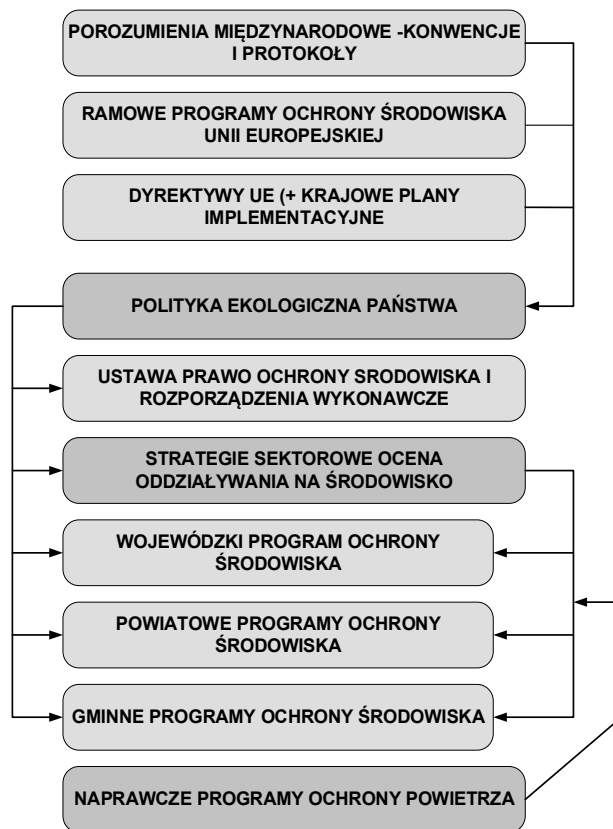 POROZUMIENIA MIĘDZYNARODOWE -KONWENCJE
I PROTOKOŁY
RAMOWE PROGRAMY OCHRONY ŚRODOWISKA
UNII EUROPEJSKIEJ
DYREKTYWY UE (+ KRAJOWE PLANY
IMPLEMENTACYJNE
POLITYKA EKOLOGICZNA PAŃSTWA
USTAWA PRAWO OCHRONY SRODOWISKA I
ROZPORZĄDZENIA WYKONAWCZE
STRATEGIE SEKTOROWE OCENA
ODDZIAŁYWANIA NA ŚRODOWISKO
WOJEWÓDZKI PROGRAM OCHRONY
ŚRODOWISKA
POWIATOWE PROGRAMY OCHRONY
ŚRODOWISKA
GMINNE PROGRAMY OCHRONY ŚRODOWISKA
NAPRAWCZE PROGRAMY OCHRONY POWIETRZA